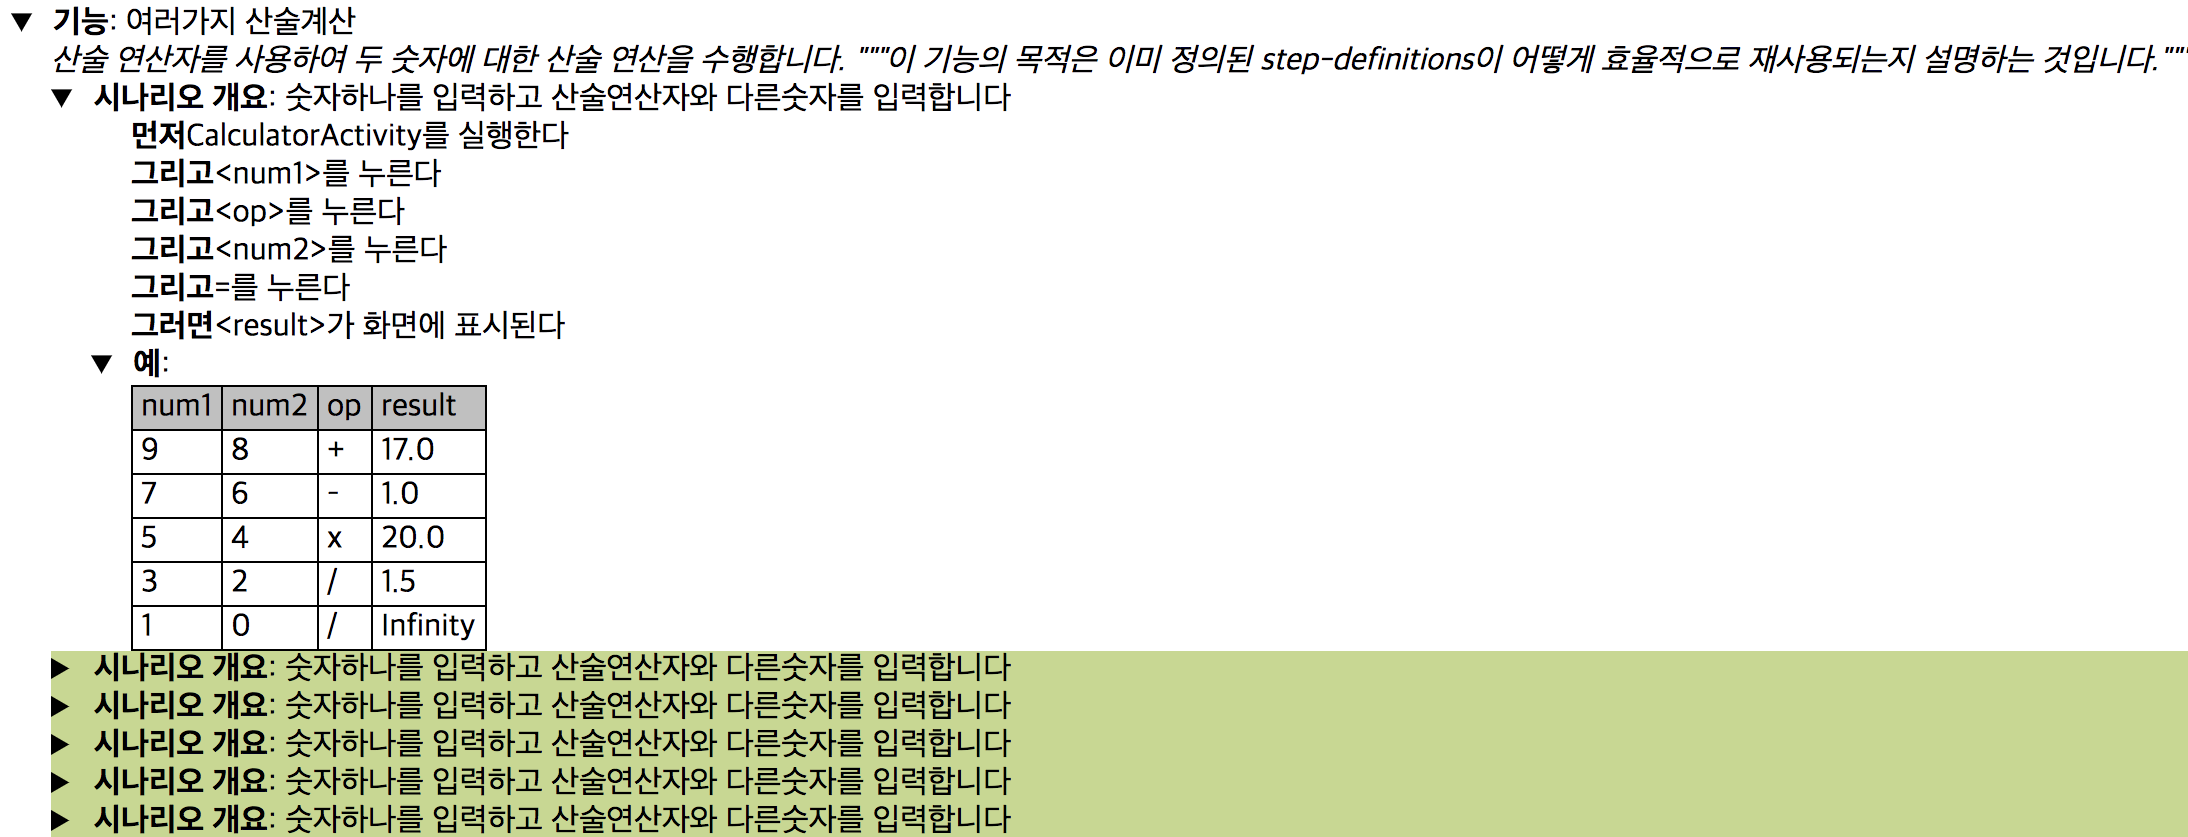 ▼ 기능: 여러가지 산술계산
산술 연산자를 사용하여 두 숫자에 대한 산술 연산을 수행합니다. """이 기능의 목적은 이미 정의된 step-definitions이 어떻게 효율적으로 재사용되는지 설명하는 것입니다."""
▼ 시나리오 개요: 숫자하나를 입력하고 산술연산자와 다른숫자를 입력합니다
먼저CalculatorActivity를 실행한다
그리고<num1>를 누른다
그리고<op>를 누른다
그리고<num2>를 누른다
그리고=를 누른다
그러면<result>가 화면에 표시된다
▼ 예:
num1 num2 op result
9 8 + 17.0
7 6 - 1.0
5 4 x 20.0
3 2 / 1.5
1 0 / Infinity
▶ 시나리오 개요: 숫자하나를 입력하고 산술연산자와 다른숫자를 입력합니다
▶ 시나리오 개요: 숫자하나를 입력하고 산술연산자와 다른숫자를 입력합니다
▶ 시나리오 개요: 숫자하나를 입력하고 산술연산자와 다른숫자를 입력합니다
▶ 시나리오 개요: 숫자하나를 입력하고 산술연산자와 다른숫자를 입력합니다
▶ 시나리오 개요: 숫자하나를 입력하고 산술연산자와 다른숫자를 입력합니다